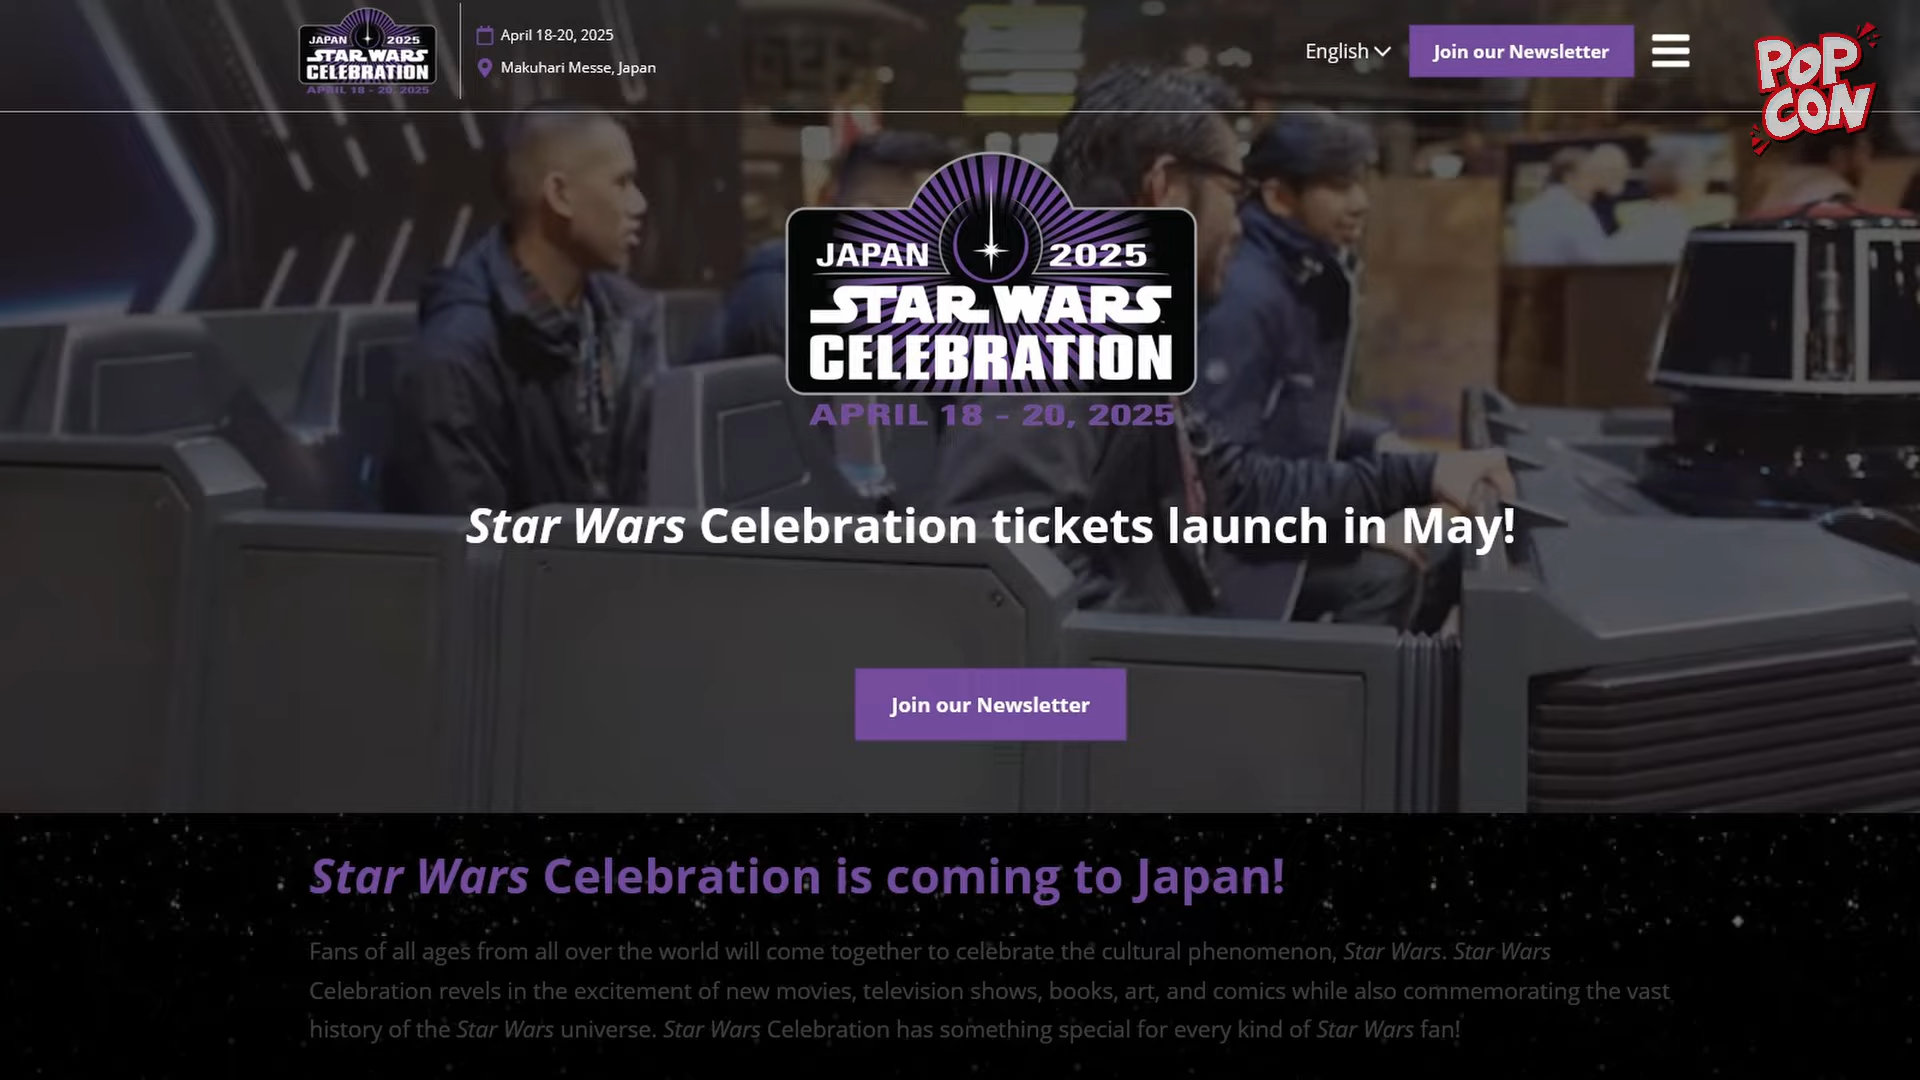 JAPAN 2025
STAR WARS
CELEBRATION
APRIL 18 - 20, 2025
April 18-20, 2025
Makuhari Messe, Japan
English
Join our Newsletter
POP
CON
JAPAN 2025
STAR WARS
CELEBRATION
APRIL 18 - 20, 2025
Star Wars Celebration tickets launch in May!
Join our Newsletter
Star Wars Celebration is coming to Japan!
Fans of all ages from all over the world will come together to celebrate the cultural phenomenon, Star Wars. Star Wars
Celebration revels in the excitement of new movies, television shows, books, art, and comics while also commemorating the vast
history of the Star Wars universe. Star Wars Celebration has something special for every kind of Star Wars fan!